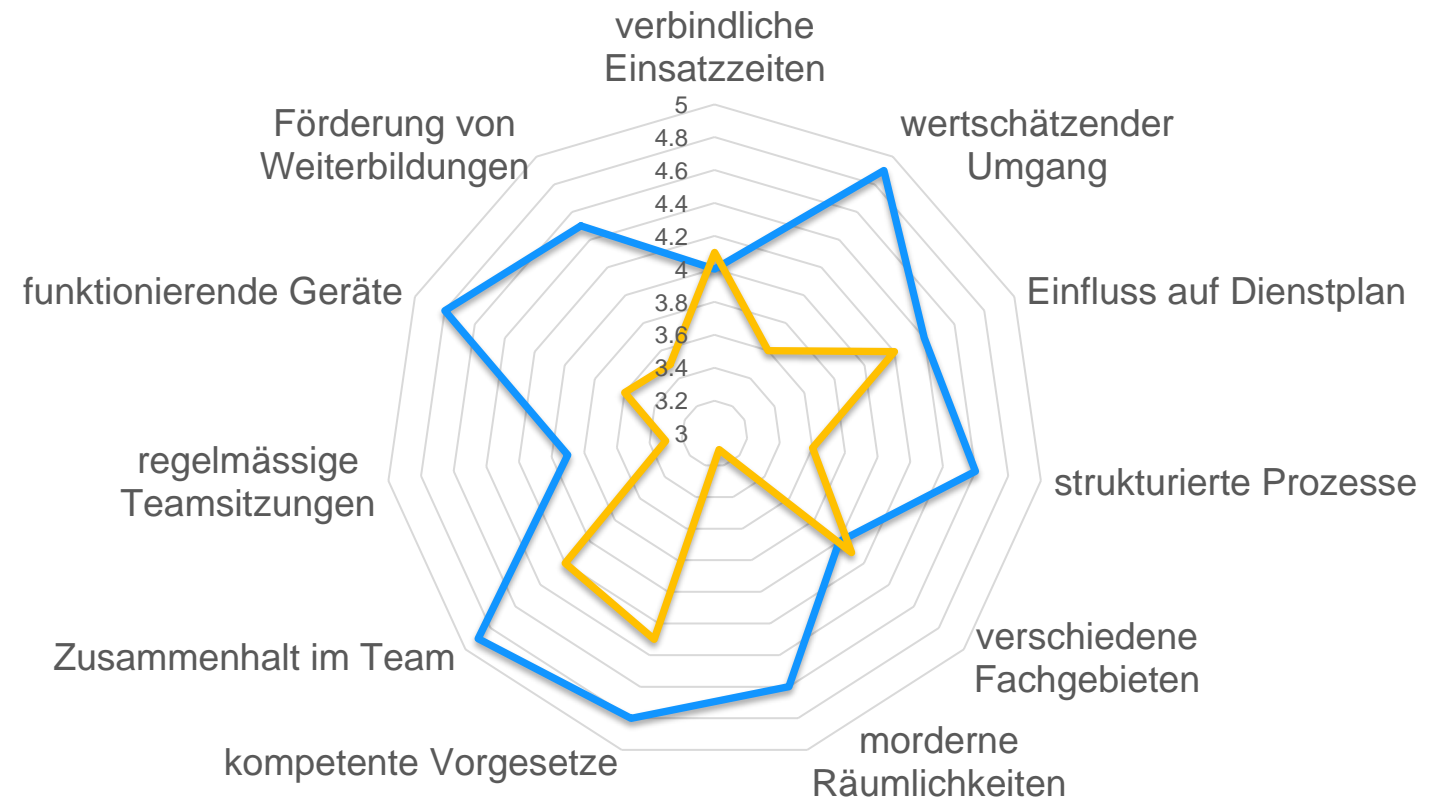 verbindliche
Einsatzzeiten
wertschätzender
Umgang
Einfluss auf Dienstplan
strukturierte Prozesse
verschiedene
Fachgebieten
morderne
Räumlichkeiten
kompetente Vorgesetze
Zusammenhalt im Team
regelmässige
Teamsitzungen
funktionierende Geräte
Förderung von
Weiterbildungen
5
4.8
4.6
4.4
4.2
4
3.8
3.6
3.4
3.2
3